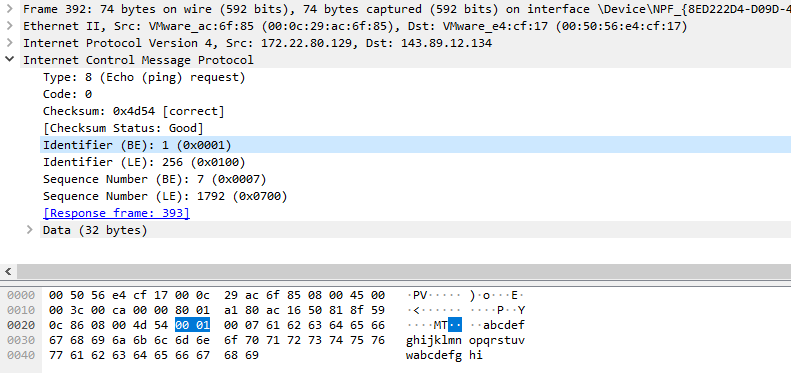 Frame 392: 74 bytes on wire (592 bits), 74 bytes captured (592 bits) on interface \Device\NPF_{8ED222D4-D09D-4
Ethernet II, Src: VMware_ac:6f:85 (00:0c:29:ac:6f:85), Dst: VMware_e4:cf:17 (00:50:56:e4:cf:17)
Internet Protocol Version 4, Src: 172.22.80.129, Dst: 143.89.12.134
Internet Control Message Protocol
Type: 8 (Echo (ping) request)
Code: 0
Checksum: 0x4d54 [correct]
[Checksum Status: Good]
Identifier (BE): 1 (0x0001)
Identifier (LE): 256 (0x0100)
Sequence Number (BE): 7 (0x0007)
Sequence Number (LE): 1792 (0x0700)
[Response frame: 393]
Data (32 bytes)
0000 00 50 56 e4 cf 17 00 0c 29 ac 6f 85 08 00 45 00 ·PV····· )·o···E·
0010 00 3c 00 ca 00 00 80 01 a1 80 ac 16 50 81 8f 59 ·<······ ····P··Y
0020 0c 86 08 00 4d 54 00 01 00 07 61 62 63 64 65 66 ····MT·· ··abcdef
0030 67 68 69 6a 6b 6c 6d 6e 6f 70 71 72 73 74 75 76 ghijklmn opqrstuv
0040 77 61 62 63 64 65 66 67 68 69 wabcdefg hi